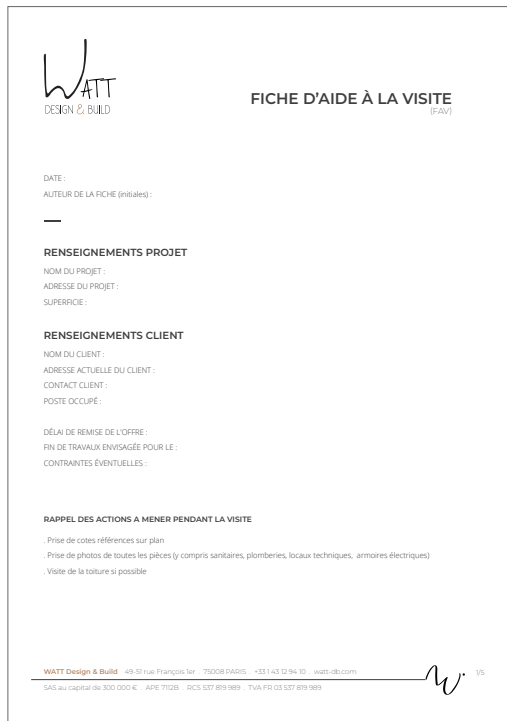 WATT
DESIGN & BUILD
FICHE D'AIDE À LA VISITE
(FAV)
DATE :
AUTEUR DE LA FICHE (initiales) :
RENSEIGNEMENTS PROJET
NOM DU PROJET :
ADRESSE DU PROJET :
SUPERFICIE :
RENSEIGNEMENTS CLIENT
NOM DU CLIENT :
ADRESSE ACTUELLE DU CLIENT :
CONTACT CLIENT :
POSTE OCCUPÉ :
DÉLAI DE REMISE DE L'OFFRE :
FIN DE TRAVAUX ENVISAGÉE POUR LE :
CONTRAINTES ÉVENTUELLES :
RAPPEL DES ACTIONS A MENER PENDANT LA VISITE
. Prise de cotes références sur plan
. Prise de photos de toutes les pièces (y compris sanitaires, plomberies, locaux techniques, armoires électriques)
. Visite de la toiture si possible
WATT Design & Build 49-51 rue François 1er . 75008 PARIS . +33 1 43 12 94 10 . watt-db.com
W. 1/5
SAS au capital de 300 000 € . APE 7112B . RCS 537 819 989 . TVA FR 03 537 819 989